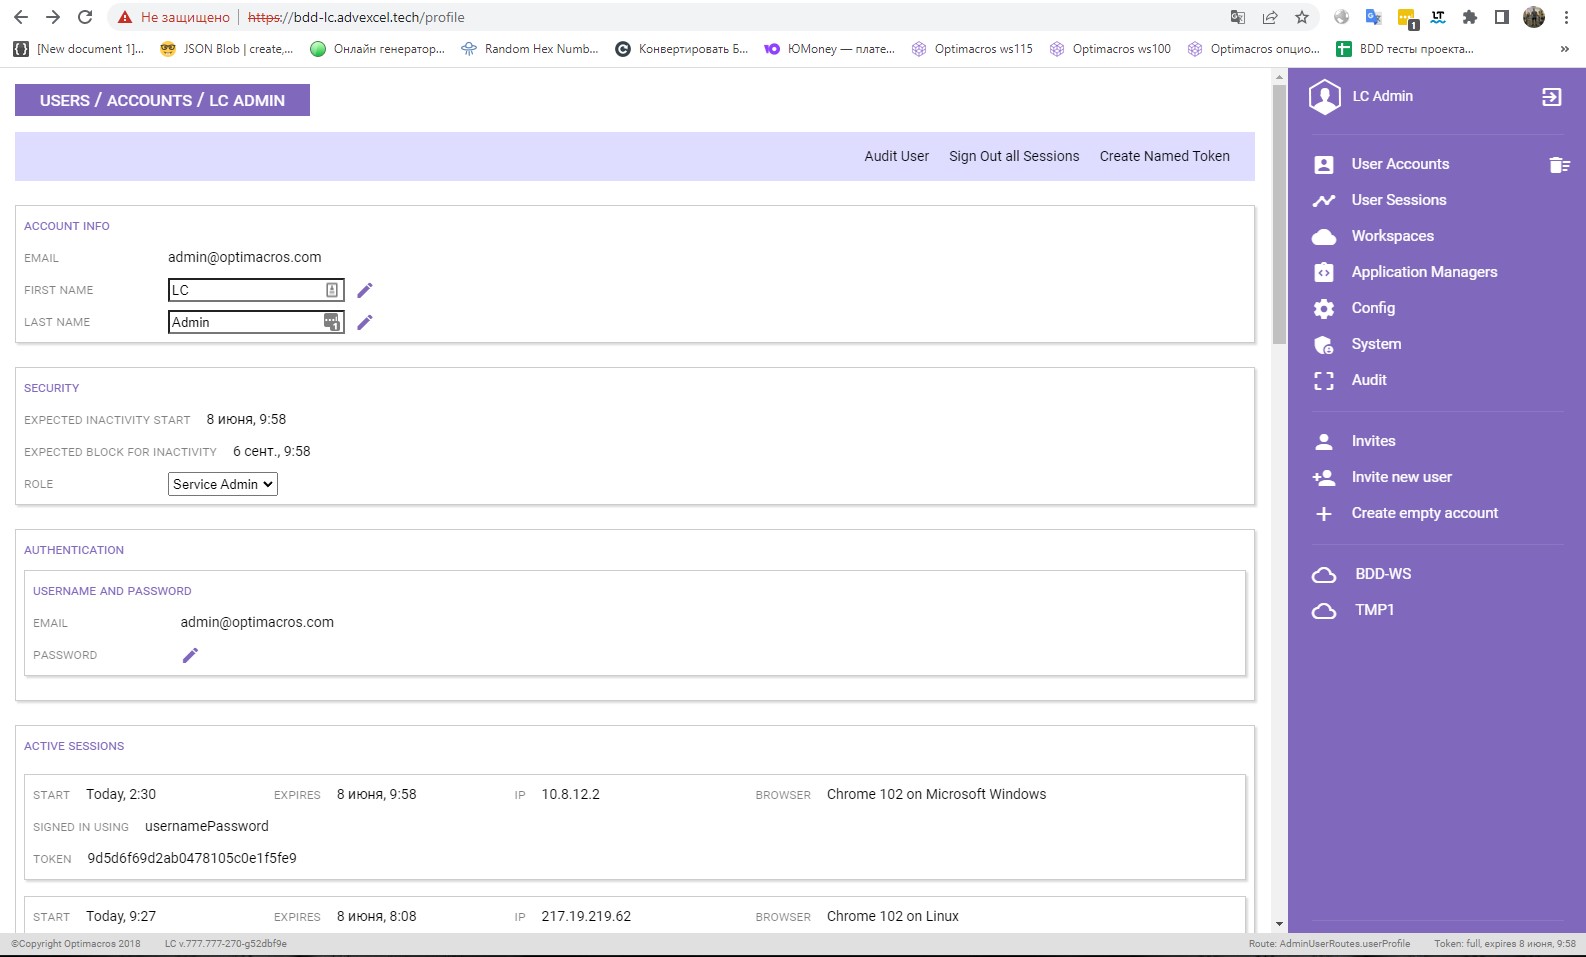 Не защищено https://bdd-lc.advexcel.tech/profile
[New document 1]... JSON Blob | create,... Онлайн генератор... Random Hex Numb... Конвертировать Б... ЮMoney — плате... Optimacros ws115 Optimacros ws100 Optimacros опцио... BDD тесты проекта... »
USERS / ACCOUNTS / LC ADMIN
Audit User Sign Out all Sessions Create Named Token
ACCOUNT INFO
EMAIL admin@optimacros.com
FIRST NAME LC
LAST NAME Admin
SECURITY
EXPECTED INACTIVITY START 8 июня, 9:58
EXPECTED BLOCK FOR INACTIVITY 6 сент., 9:58
ROLE Service Admin
AUTHENTICATION
USERNAME AND PASSWORD
EMAIL admin@optimacros.com
PASSWORD
ACTIVE SESSIONS
START Today, 2:30 EXPIRES 8 июня, 9:58 IP 10.8.12.2 BROWSER Chrome 102 on Microsoft Windows
SIGNED IN USING usernamePassword
TOKEN 9d5d6f69d2ab0478105c0e1f5fe9
START Today, 9:27 EXPIRES 8 июня, 8:08 IP 217.19.219.62 BROWSER Chrome 102 on Linux
LC Admin
User Accounts
User Sessions
Workspaces
Application Managers
Config
System
Audit
Invites
Invite new user
Create empty account
BDD-WS
TMP1
©Copyright Optimacros 2018 LC v.777.777-270-g52dbf9e Route: AdminUserRoutes.userProfile Token: full, expires 8 июня, 9:58